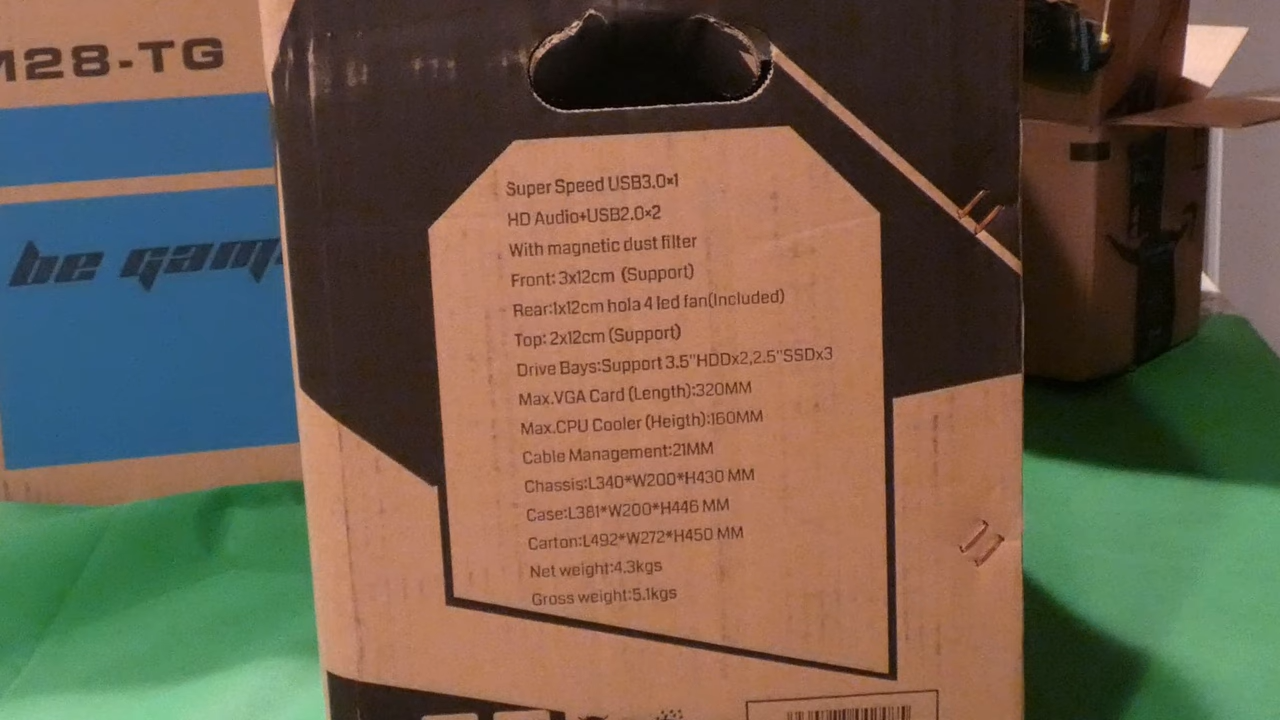 M28-TG
be gam
Super Speed USB3.0×1
HD Audio+USB2.0×2
With magnetic dust filter
Front: 3x12cm (Support)
Rear:1x12cm hola 4 led fan(Included)
Top: 2x12cm (Support)
Drive Bays:Support 3.5"HDDx2,2.5"SSDx3
Max.VGA Card (Length):320MM
Max.CPU Cooler (Heigth):160MM
Cable Management:21MM
Chassis:L340*W200*H430 MM
Case:L381*W200*H446 MM
Carton:L492*W272*H450 MM
Net weight:4.3kgs
Gross weight:5.1kgs